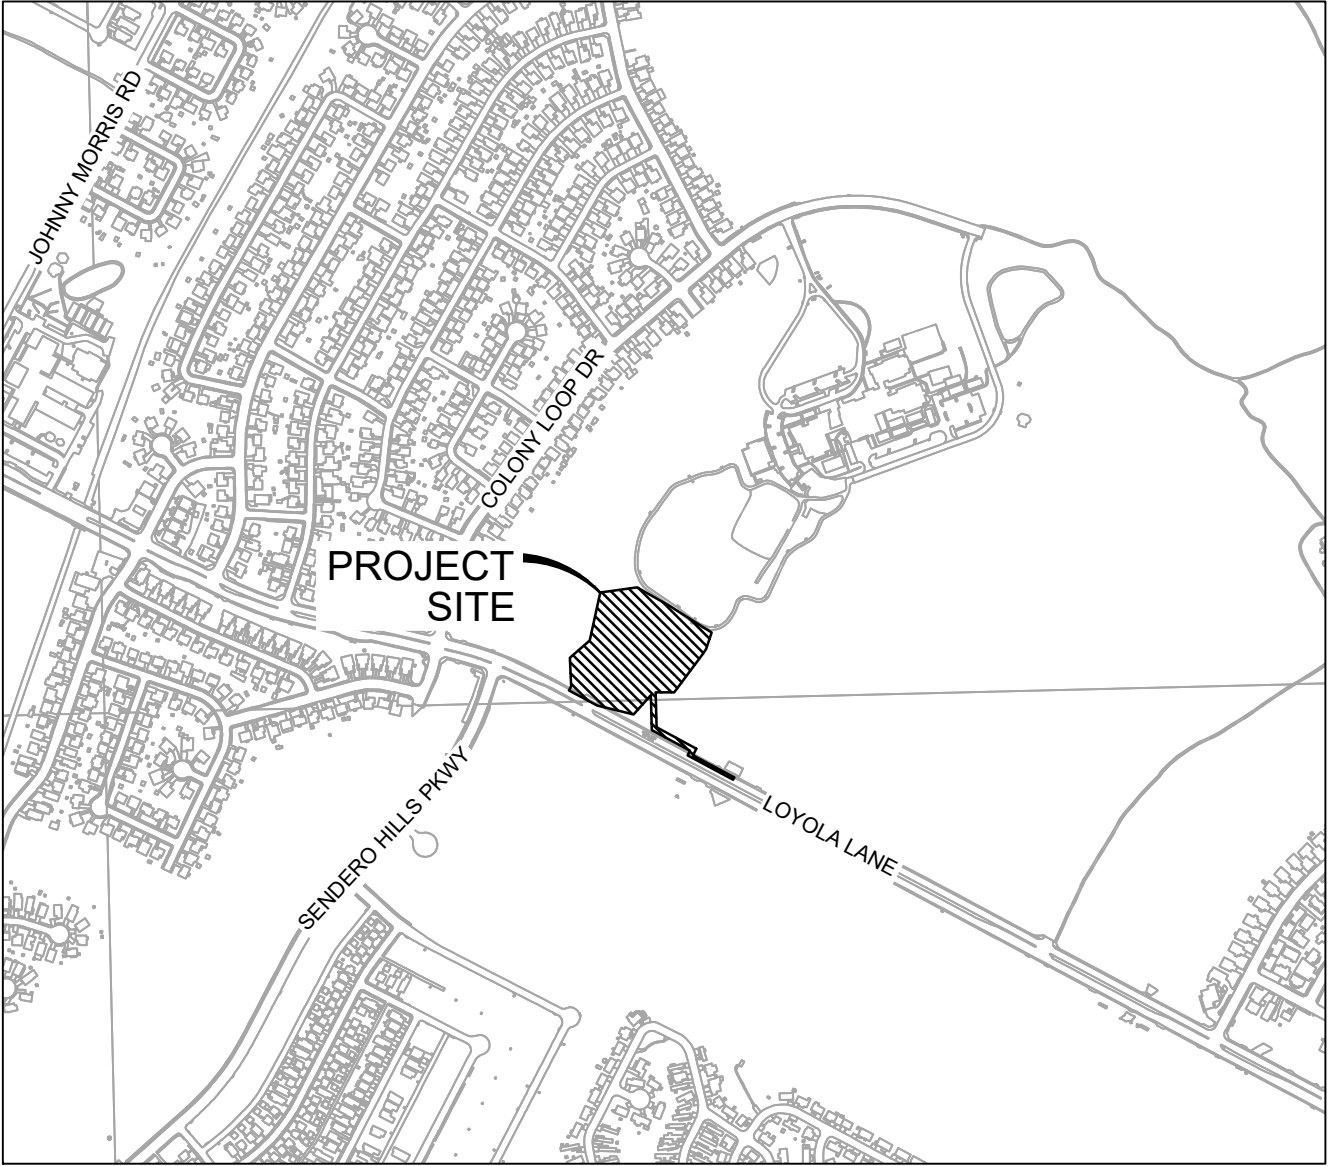 JOHNNY MORRIS RD
COLONY LOOP DR
PROJECT
SITE
SENDERO HILLS PKWY
LOYOLA LANE